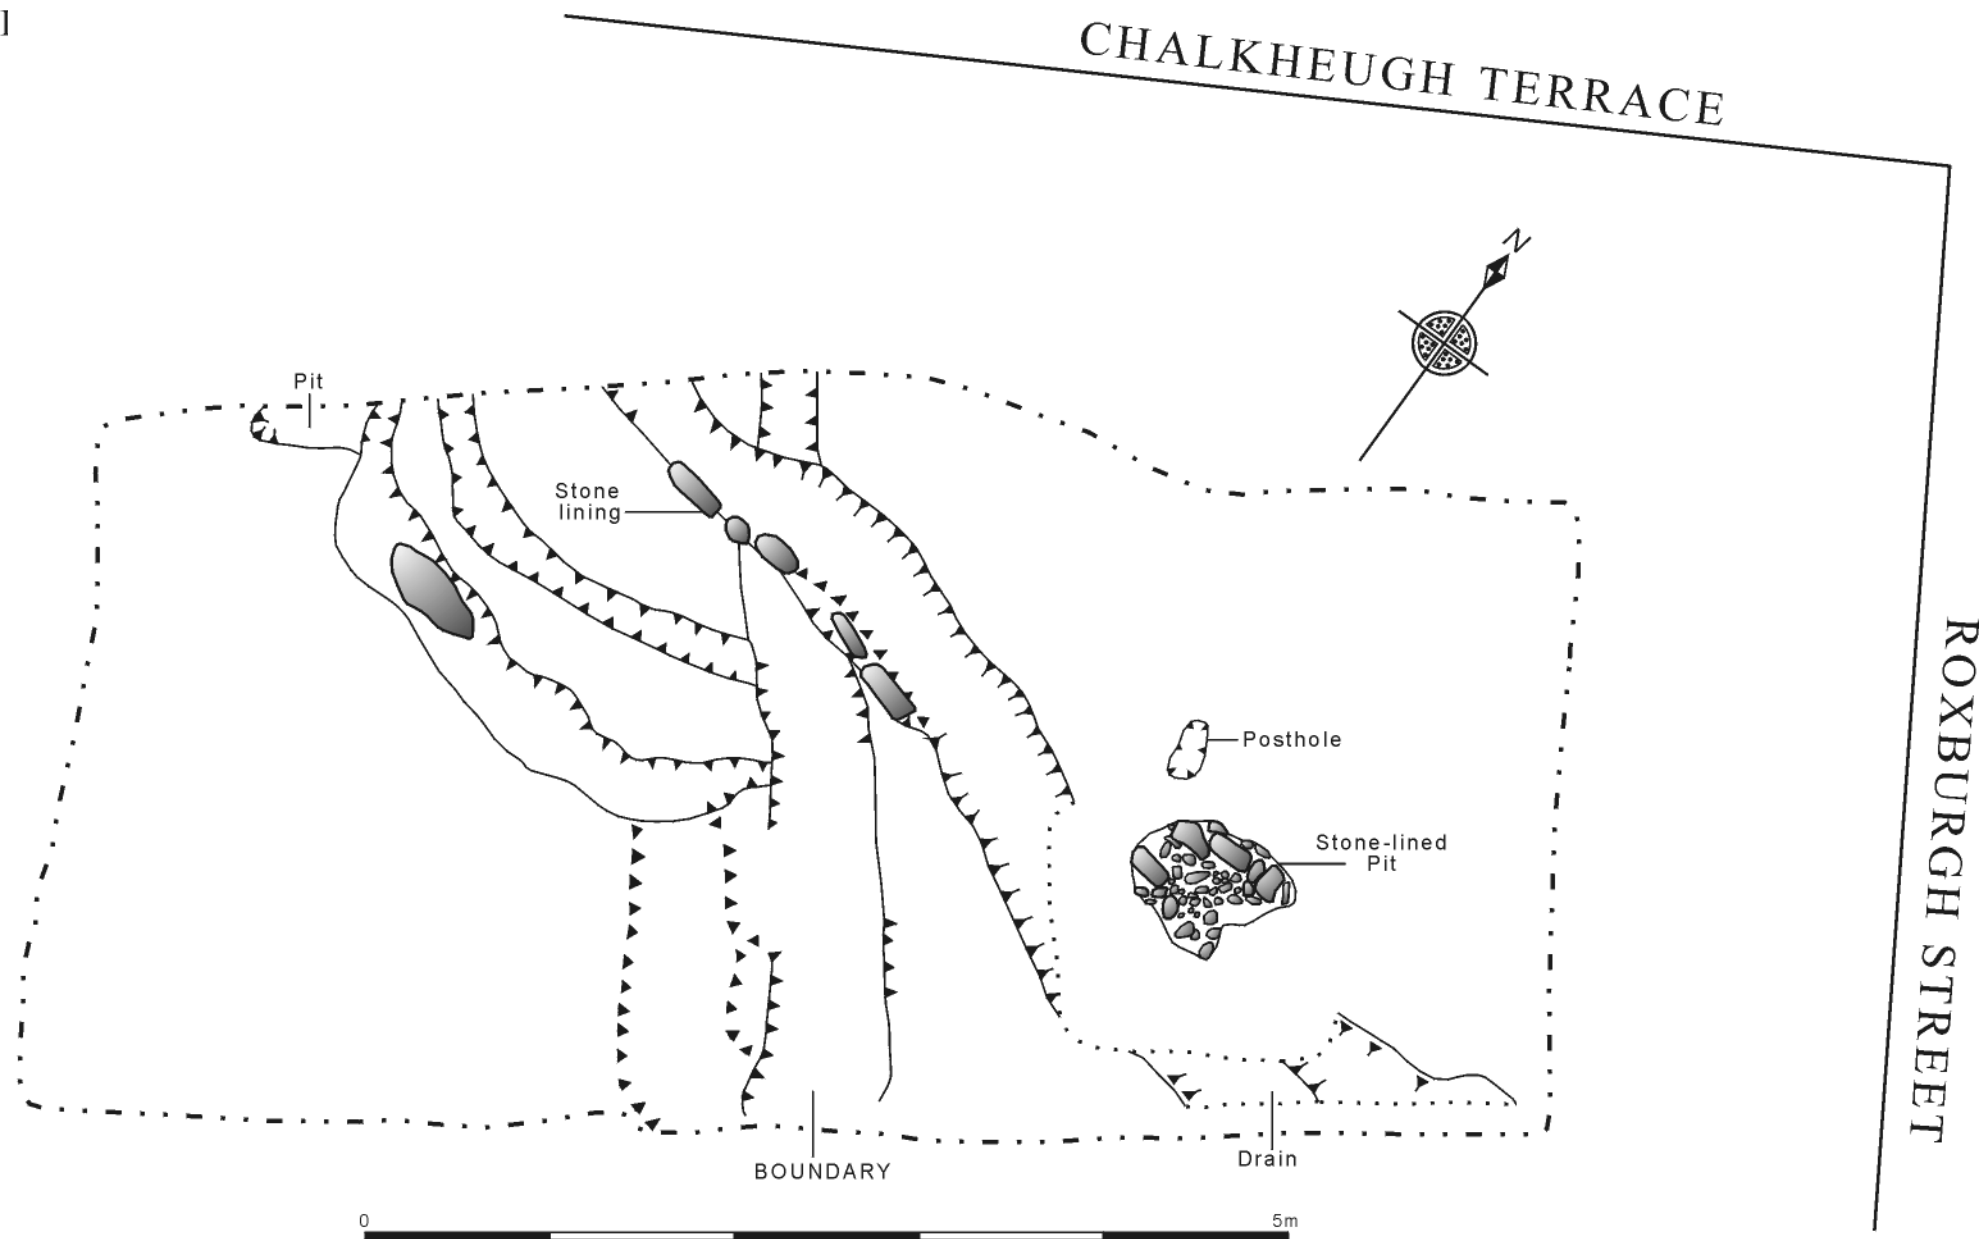 ]
CHALKHEUGH TERRACE
N
Pit
Stone
lining
ROXBURGH STREET
Posthole
Stone-lined
Pit
Drain
BOUNDARY
0 5m